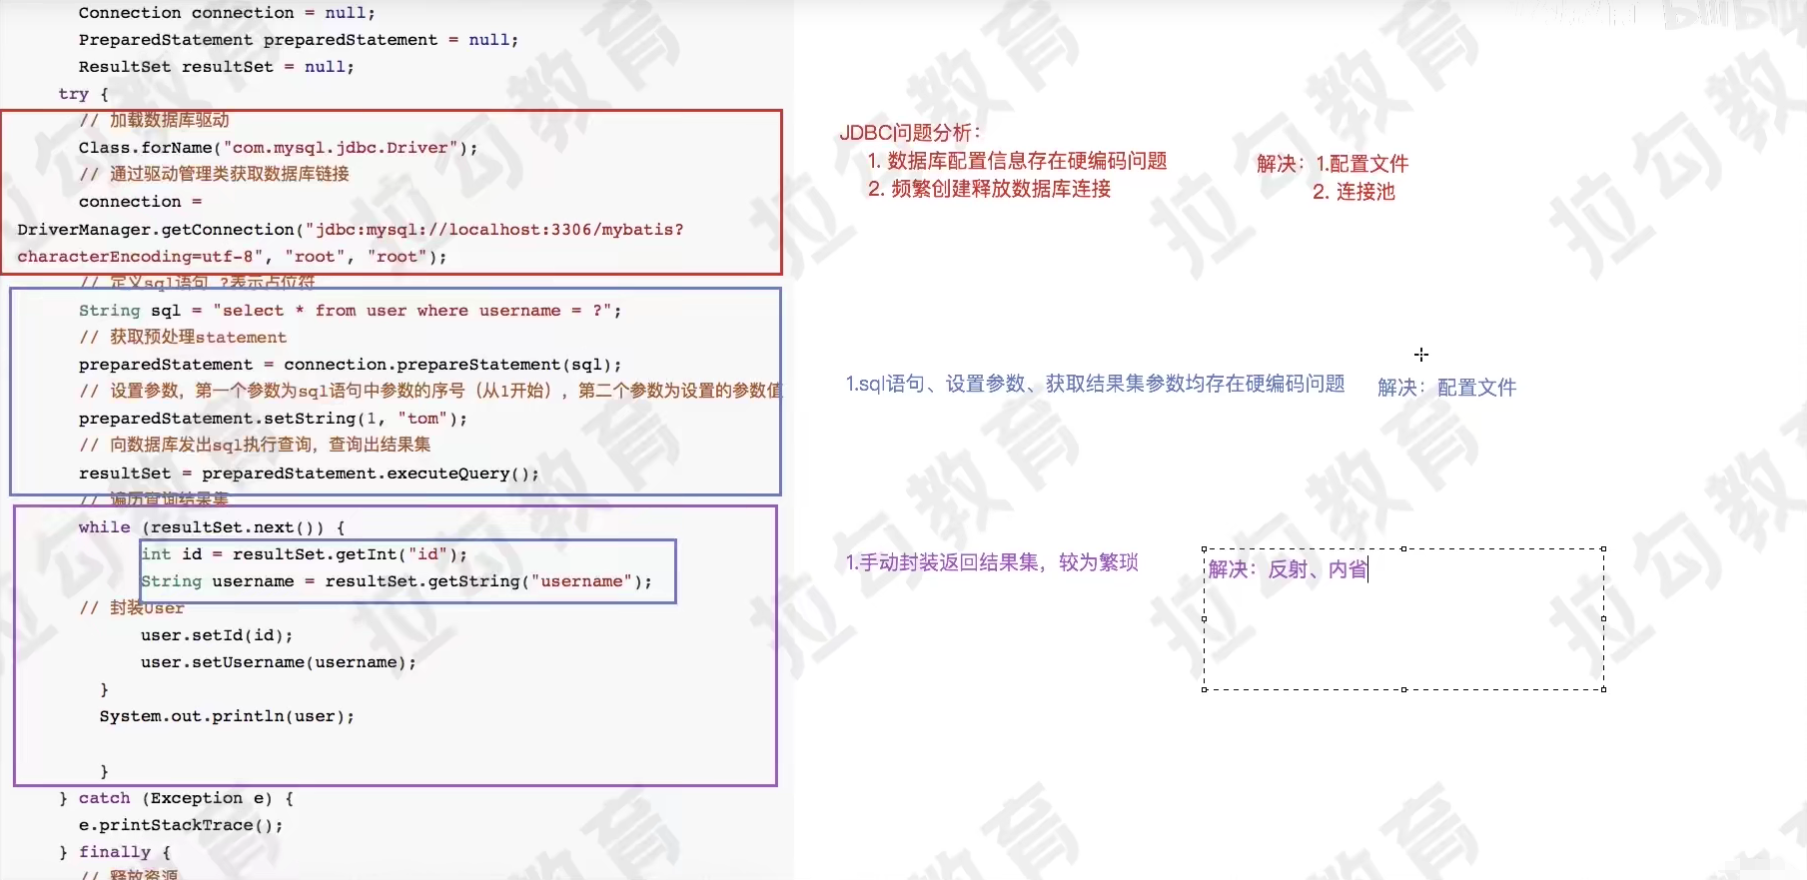 Connection connection = null;
PreparedStatement preparedStatement = null;
ResultSet resultSet = null;
try {
// 加载数据库驱动
Class.forName("com.mysql.jdbc.Driver");
// 通过驱动管理类获取数据库链接
connection =
DriverManager.getConnection("jdbc:mysql://localhost:3306/mybatis?
characterEncoding=utf-8", "root", "root");
// 定义sql语句 ?表示占位符
String sql = "select * from user where username = ?";
// 获取预处理statement
preparedStatement = connection.prepareStatement(sql);
// 设置参数，第一个参数为sql语句中参数的序号（从1开始），第二个参数为设置的参数值
preparedStatement.setString(1, "tom");
// 向数据库发出sql执行查询，查询出结果集
resultSet = preparedStatement.executeQuery();
// 遍历查询结果集
while (resultSet.next()) {
int id = resultSet.getInt("id");
String username = resultSet.getString("username");
// 封装User
user.setId(id);
user.setUsername(username);
}
System.out.println(user);
}
} catch (Exception e) {
e.printStackTrace();
} finally {
// 释放资源
JDBC问题分析：
1. 数据库配置信息存在硬编码问题
2. 频繁创建释放数据库连接
解决：1.配置文件
2. 连接池
1.sql语句、设置参数、获取结果集参数均存在硬编码问题
解决：配置文件
1.手动封装返回结果集，较为繁琐
解决：反射、内省
拉勾教育